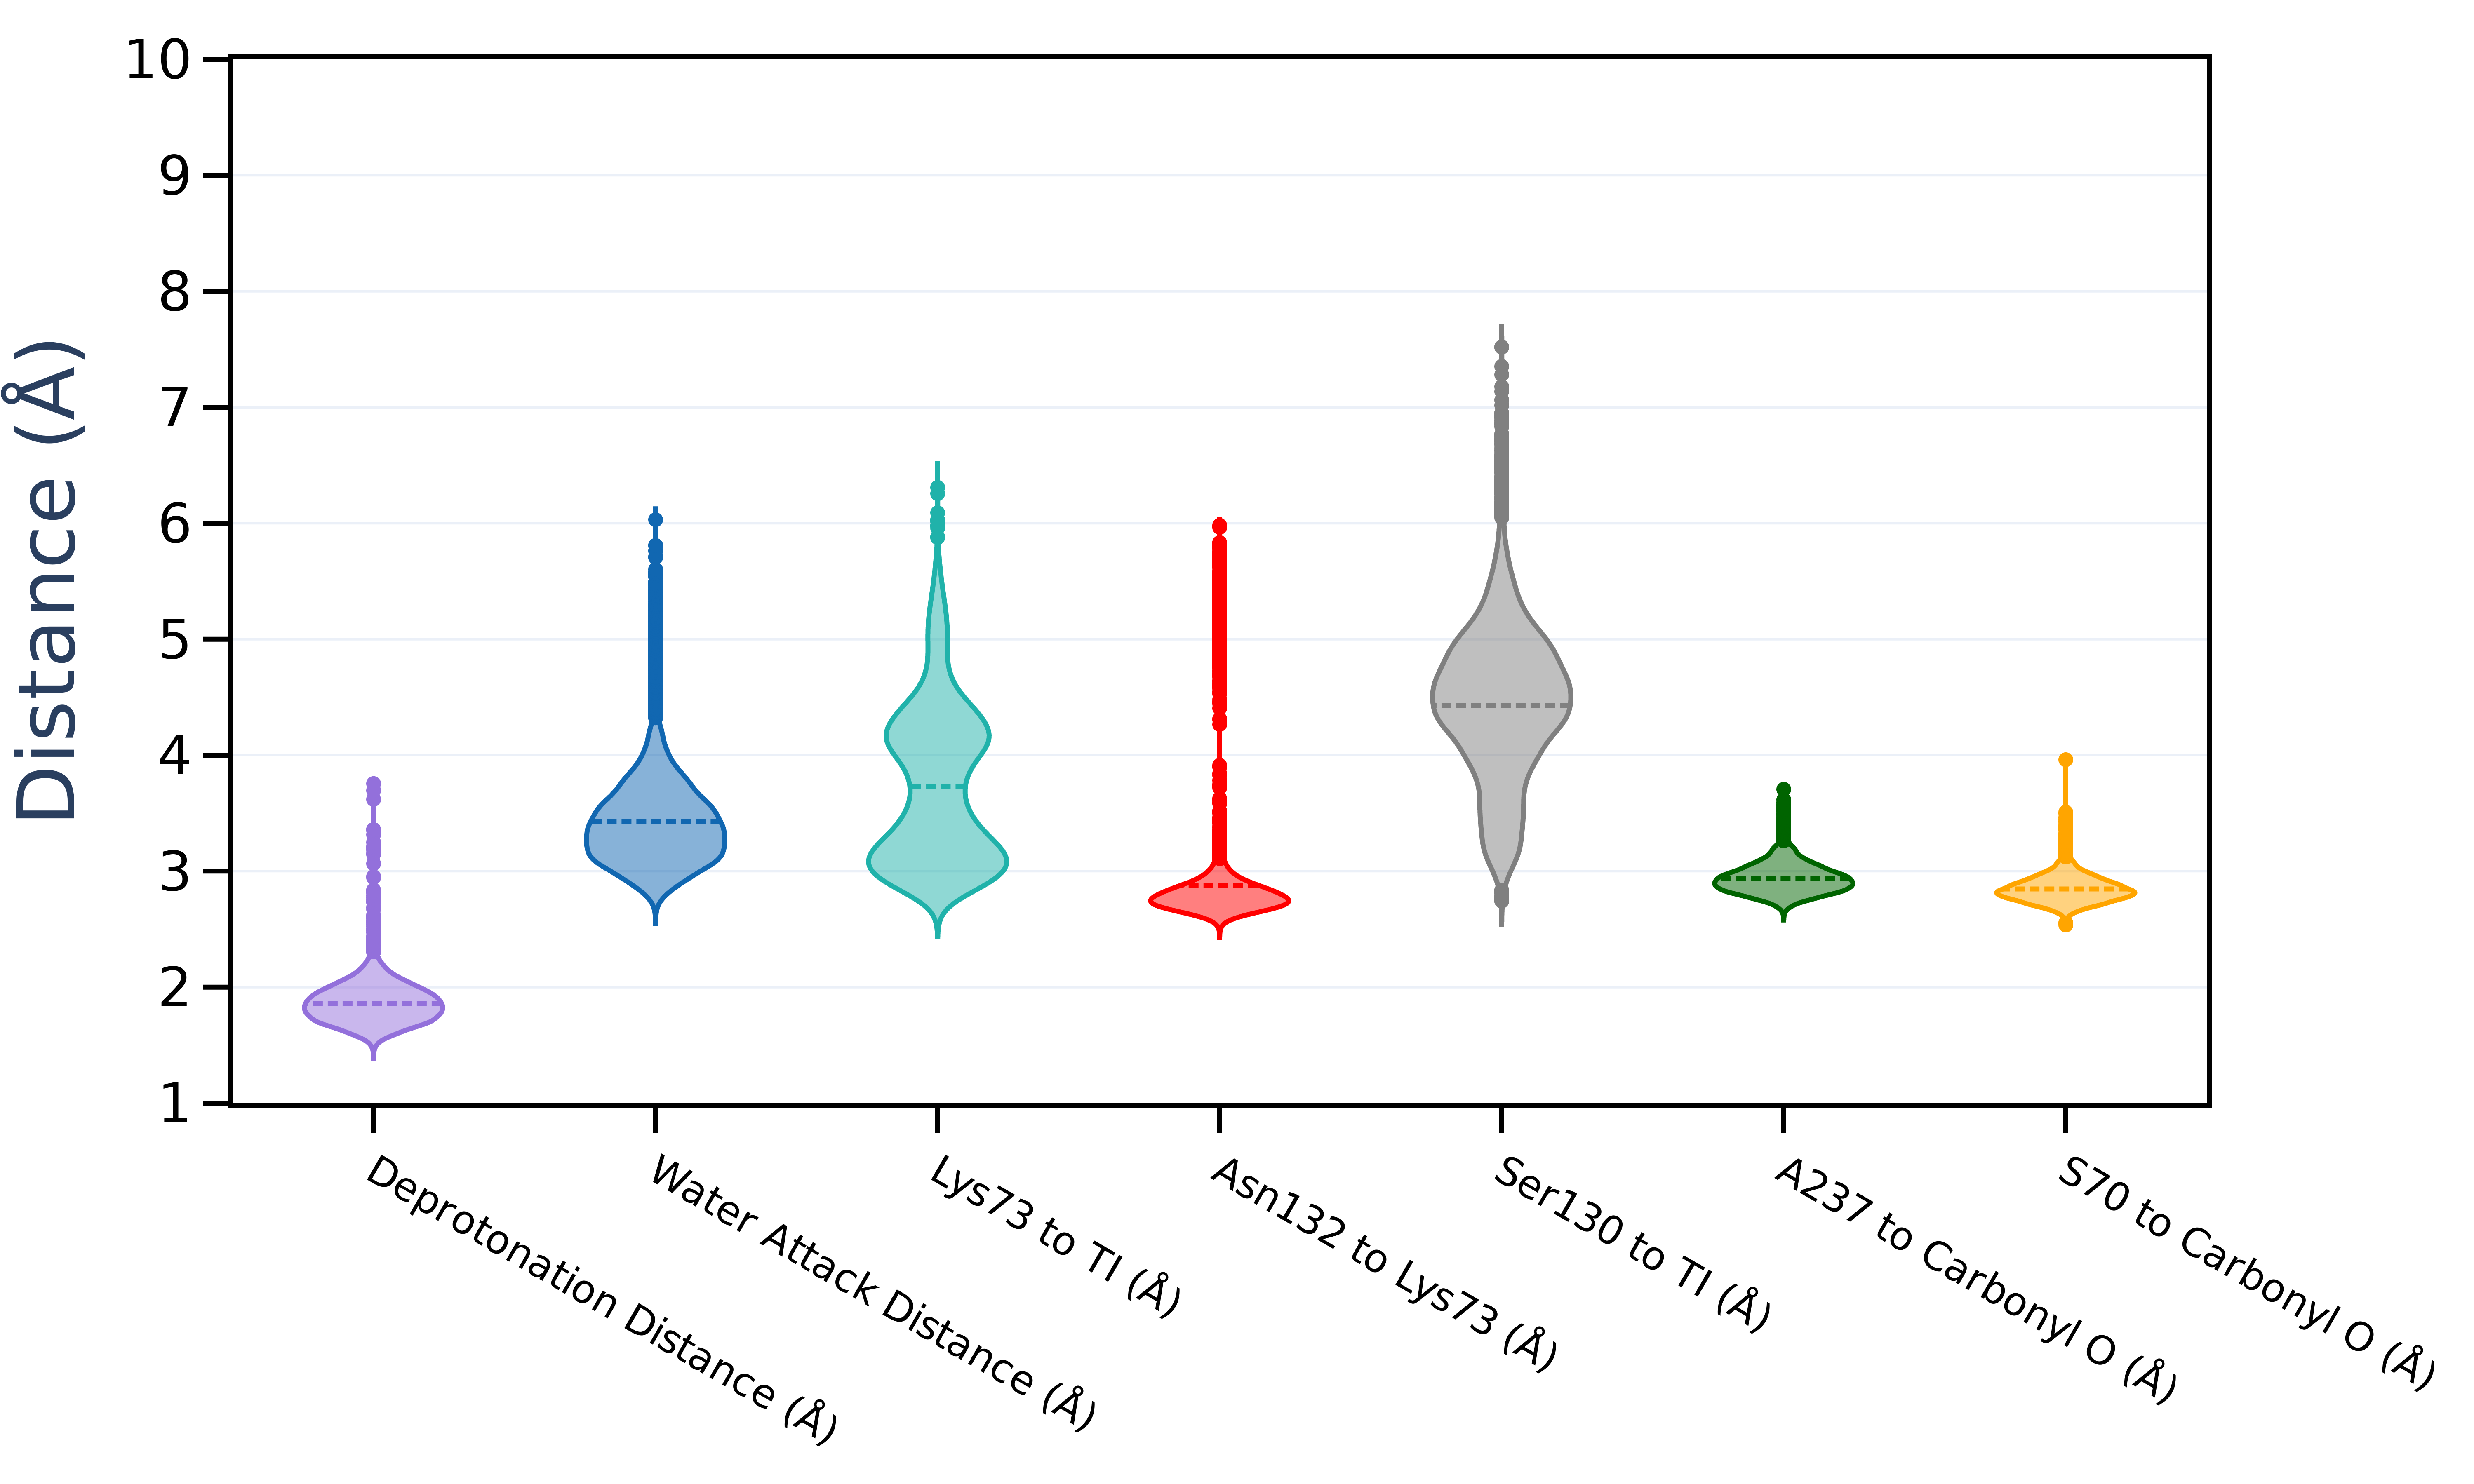 Distance (Å)
10
9
8
7
6
5
4
3
2
1
Deprotonation Distance (Å)
Water Attack Distance (Å)
Lys73 to TI (Å)
Asn132 to Lys73 (Å)
Ser130 to TI (Å)
A237 to Carbonyl O (Å)
S70 to Carbonyl O (Å)